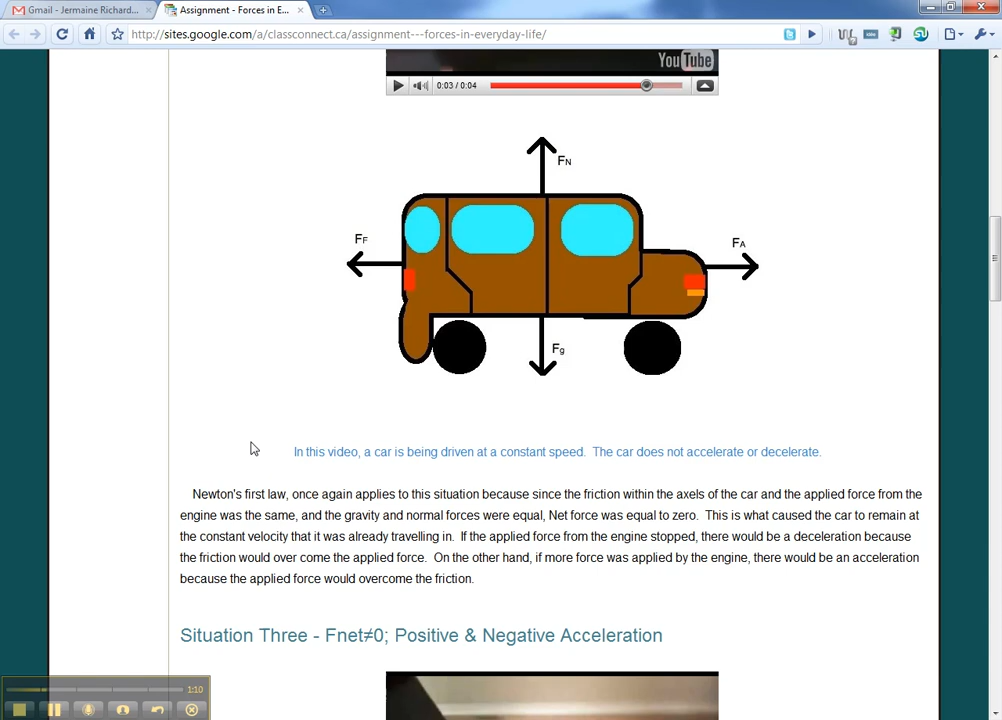 Gmail - Jermaine Richard...
Assignment - Forces in E...
http://sites.google.com/a/classconnect.ca/assignment---forces-in-everyday-life/
YouTube
0:03 / 0:04
FN
FF
FA
Fg
In this video, a car is being driven at a constant speed.  The car does not accelerate or decelerate.
Newton's first law, once again applies to this situation because since the friction within the axels of the car and the applied force from the
engine was the same, and the gravity and normal forces were equal, Net force was equal to zero.  This is what caused the car to remain at
the constant velocity that it was already travelling in.  If the applied force from the engine stopped, there would be a deceleration because
the friction would over come the applied force.  On the other hand, if more force was applied by the engine, there would be an acceleration
because the applied force would overcome the friction.
Situation Three - Fnet≠0; Positive & Negative Acceleration
1:10